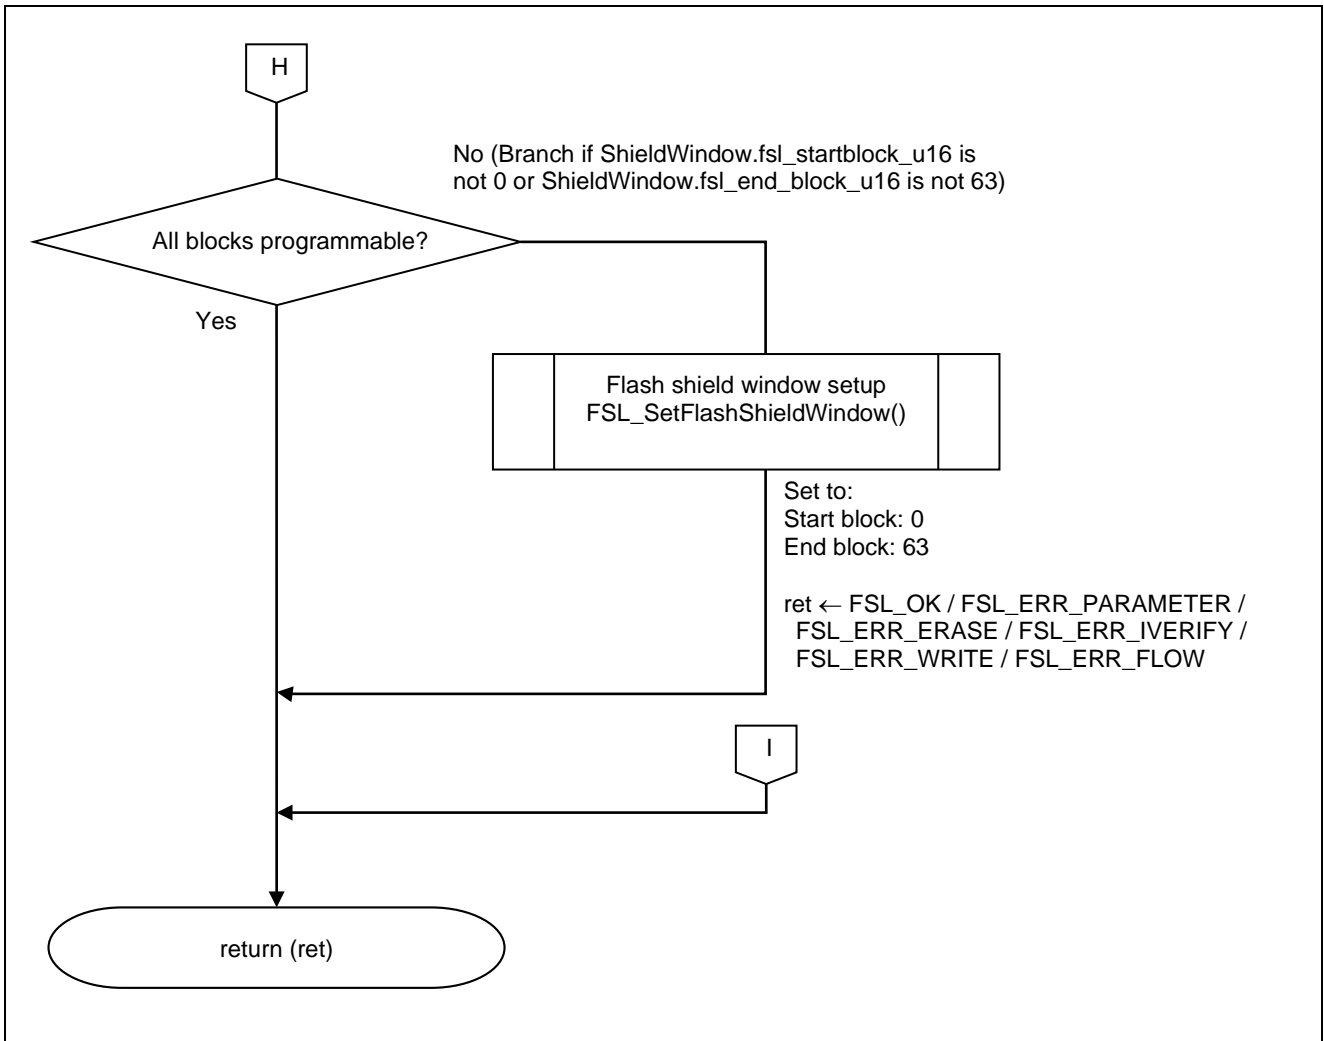 H
No (Branch if ShieldWindow.fsl_startblock_u16 is
not 0 or ShieldWindow.fsl_end_block_u16 is not 63)
All blocks programmable?
Yes
Flash shield window setup
FSL_SetFlashShieldWindow()
Set to:
Start block: 0
End block: 63
ret ← FSL_OK / FSL_ERR_PARAMETER /
FSL_ERR_ERASE / FSL_ERR_IVERIFY /
FSL_ERR_WRITE / FSL_ERR_FLOW
I
return (ret)